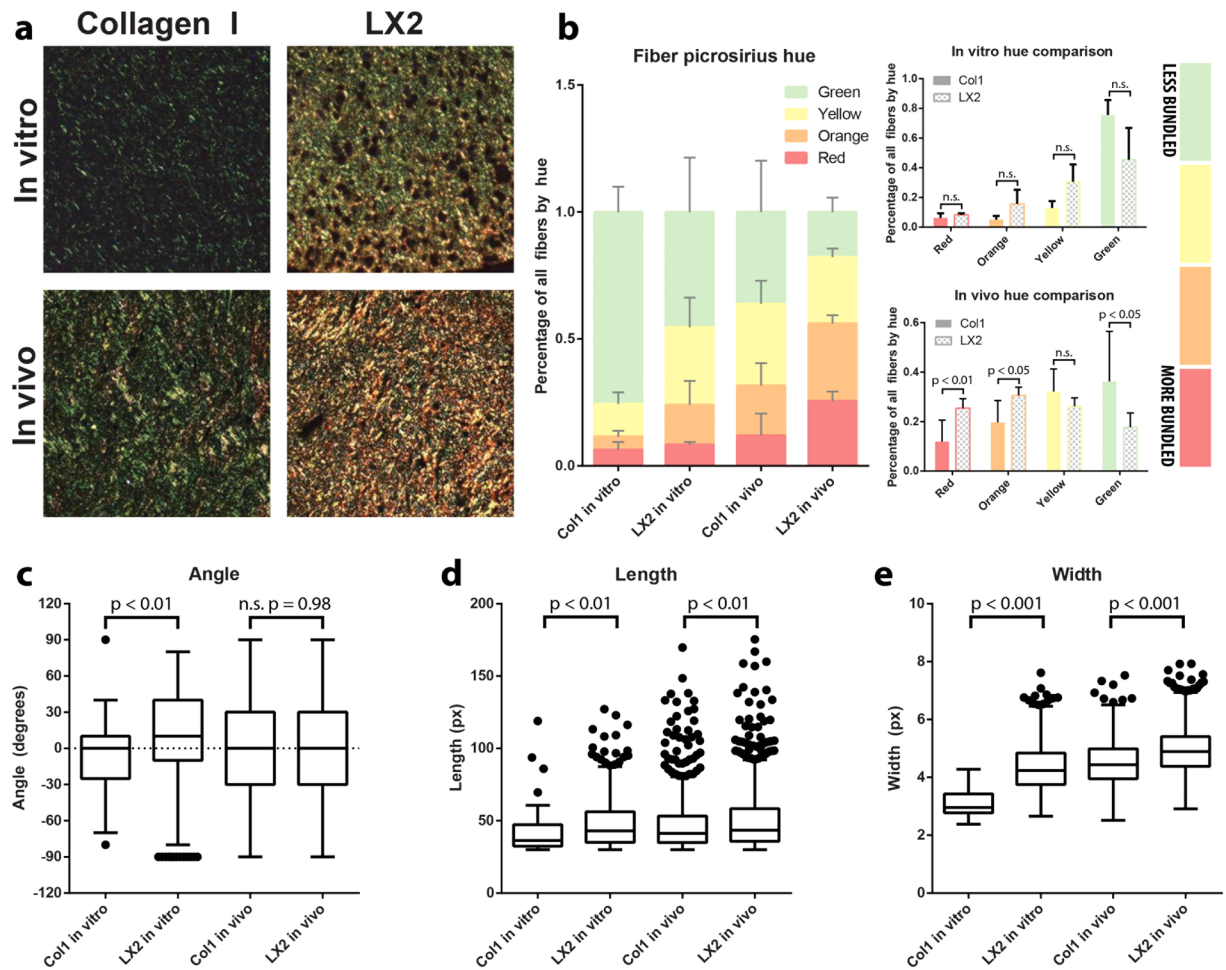 a
Collagen I
LX2
In vitro
In vivo
b
Fiber picrosirius hue
Percentage of all fibers by hue
1.5
1.0
0.5
0.0
Green
Yellow
Orange
Red
Col1 in vitro
LX2 in vitro
Col1 in vivo
LX2 in vivo
In vitro hue comparison
Percentage of all fibers by hue
1.0
0.8
0.6
0.4
0.2
0.0
Col1
LX2
n.s.
n.s.
n.s.
n.s.
Red
Orange
Yellow
Green
In vivo hue comparison
Percentage of all fibers by hue
0.6
0.4
0.2
0.0
Col1
LX2
p < 0.01
p < 0.05
n.s.
p < 0.05
Red
Orange
Yellow
Green
LESS BUNDLED
MORE BUNDLED
c
Angle
Angle (degrees)
120
90
60
30
0
-30
-60
-90
-120
p < 0.01
n.s. p = 0.98
Col1 in vitro
LX2 in vitro
Col1 in vivo
LX2 in vivo
d
Length
Length (px)
200
150
100
50
0
p < 0.01
p < 0.01
Col1 in vitro
LX2 in vitro
Col1 in vivo
LX2 in vivo
e
Width
Width (px)
10
8
6
4
2
0
p < 0.001
p < 0.001
Col1 in vitro
LX2 in vitro
Col1 in vivo
LX2 in vivo